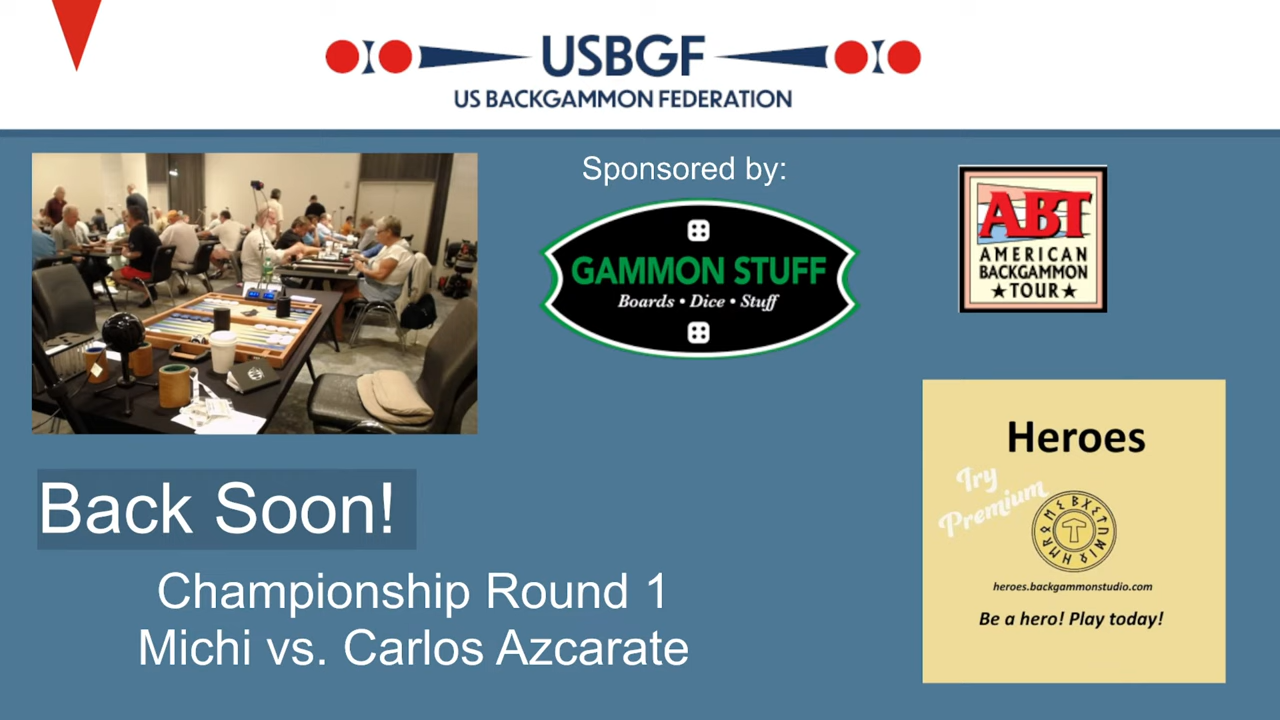 USBGF
US BACKGAMMON FEDERATION
Sponsored by:
GAMMON STUFF
Boards • Dice • Stuff
ABT
AMERICAN
BACKGAMMON
★TOUR★
Back Soon!
Championship Round 1
Michi vs. Carlos Azcarate
Heroes
Try
Premium
heroes.backgammonstudio.com
Be a hero! Play today!